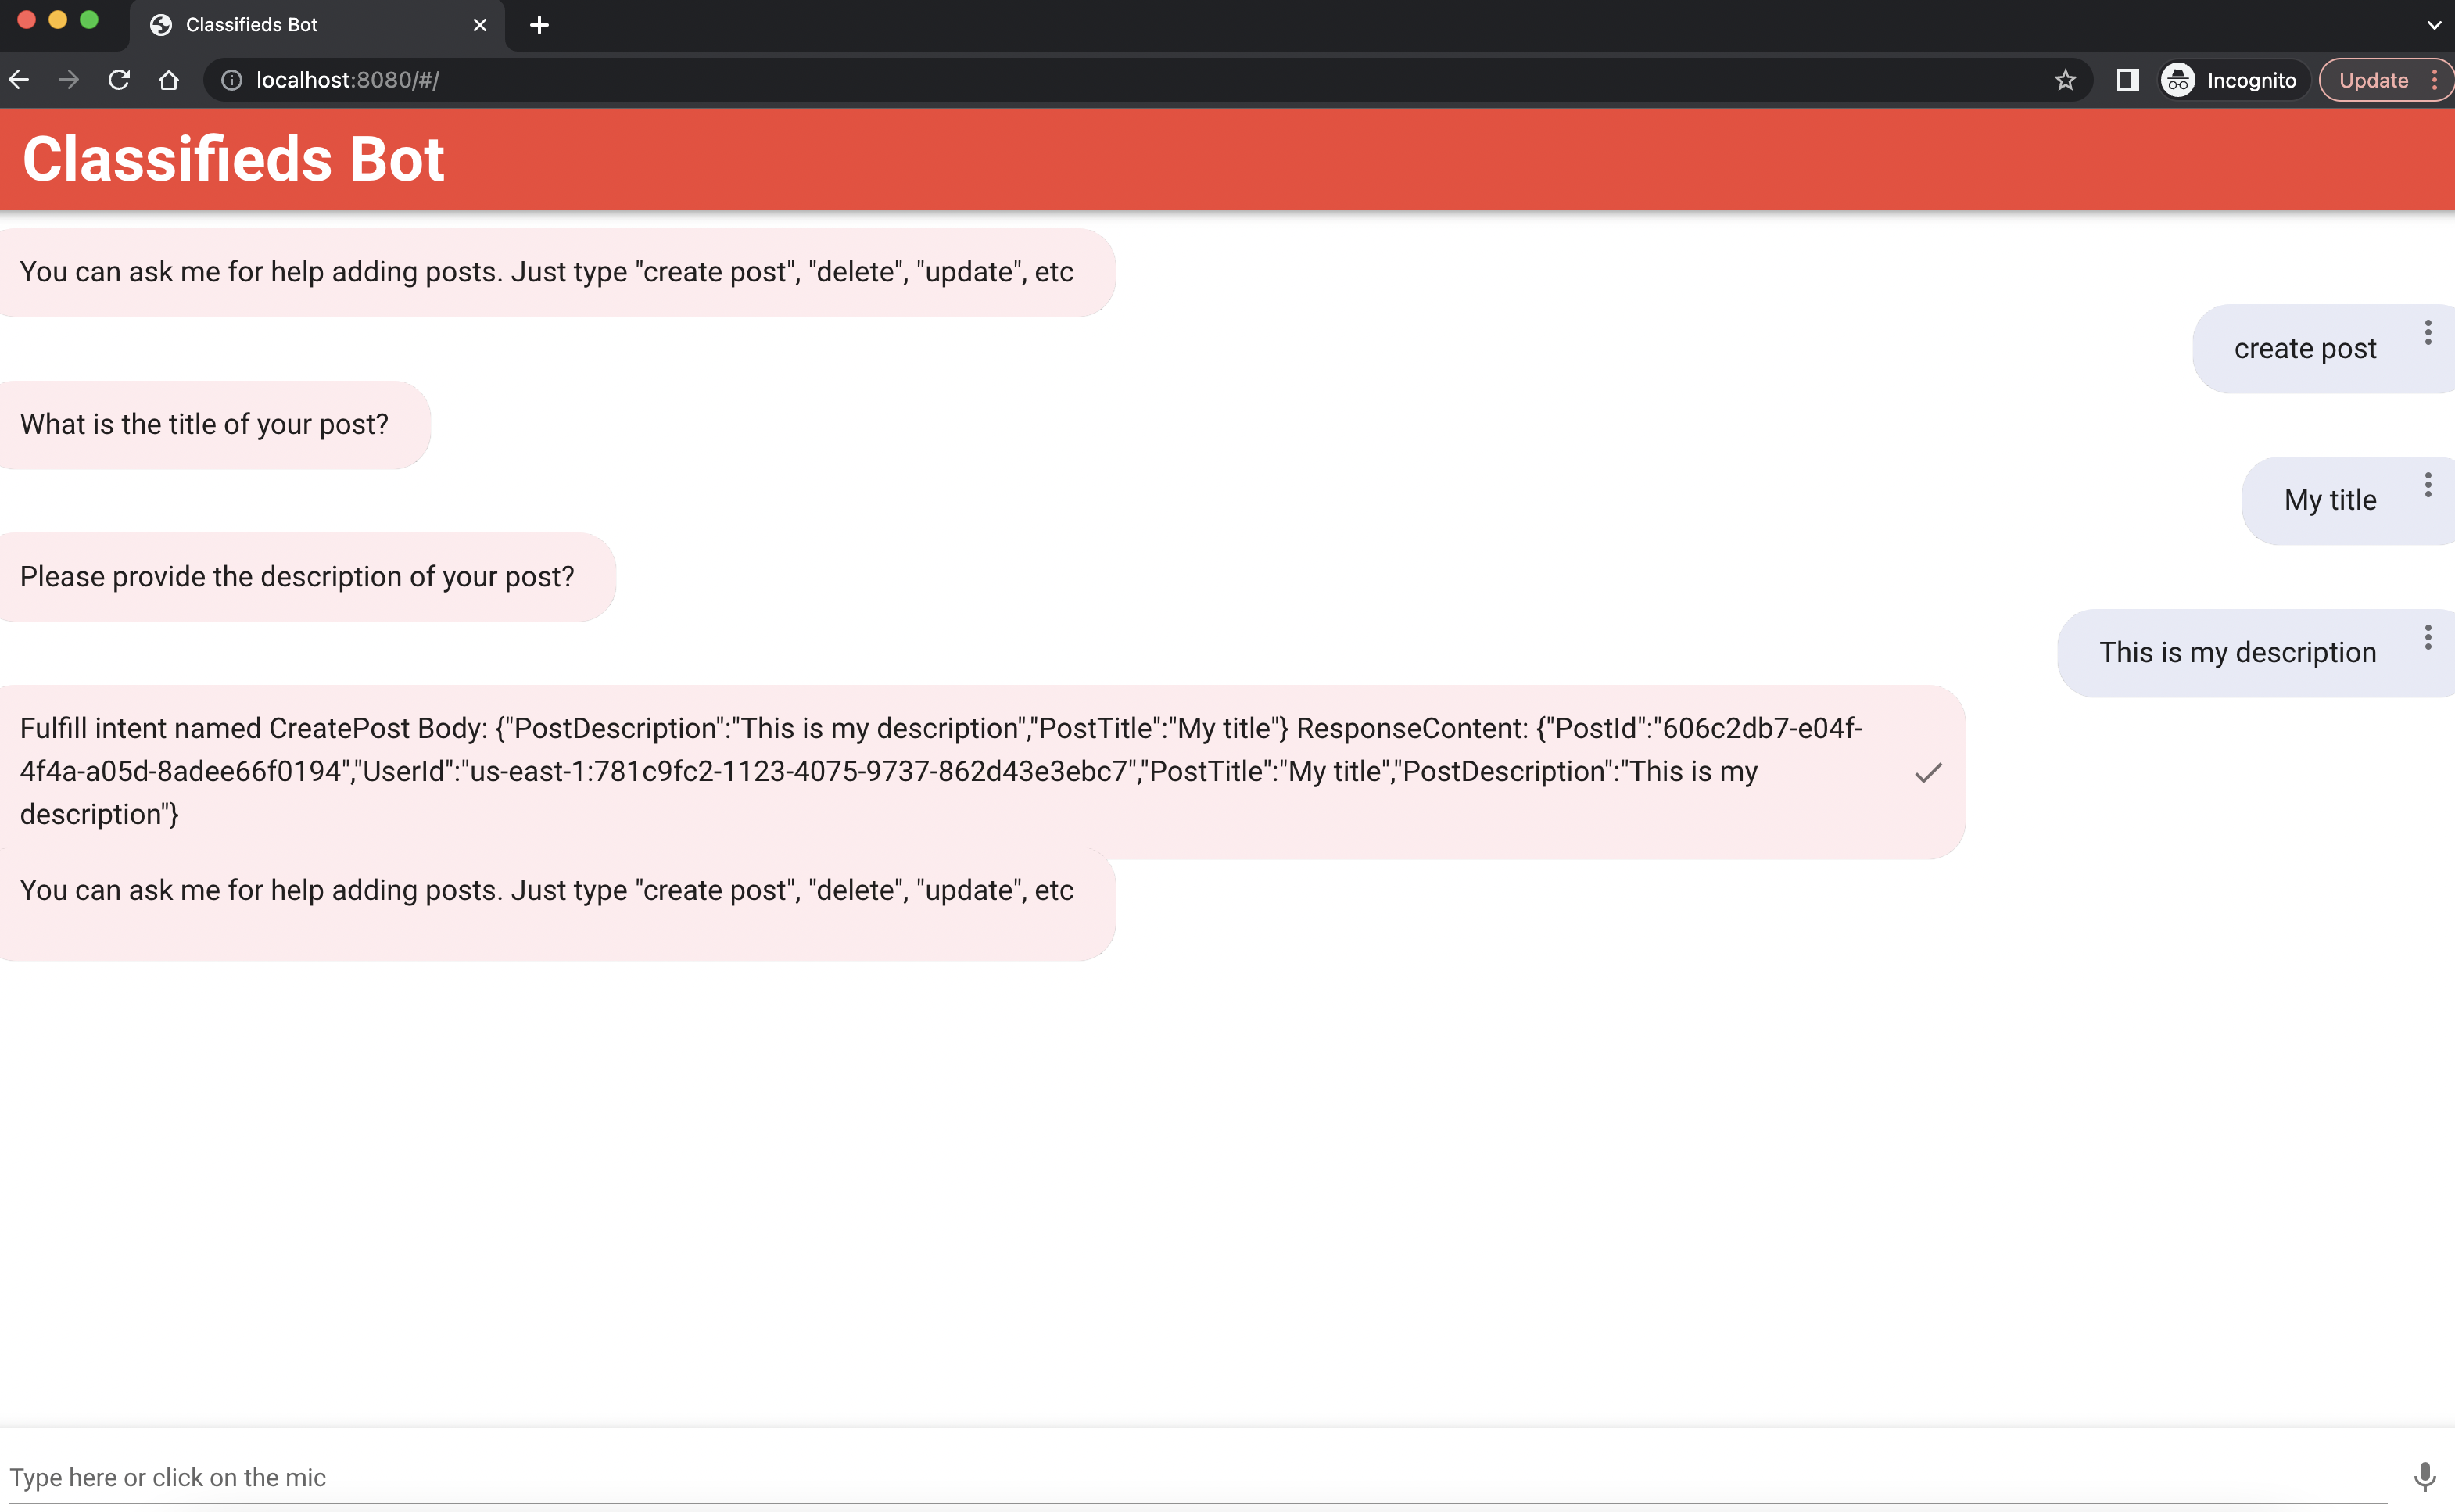 Classifieds Bot
localhost:8080/#/
Incognito
Update
Classifieds Bot
You can ask me for help adding posts. Just type "create post", "delete", "update", etc
create post
What is the title of your post?
My title
Please provide the description of your post?
This is my description
Fulfill intent named CreatePost Body: {"PostDescription":"This is my description","PostTitle":"My title"} ResponseContent: {"PostId":"606c2db7-e04f-
4f4a-a05d-8adee66f0194","UserId":"us-east-1:781c9fc2-1123-4075-9737-862d43e3ebc7","PostTitle":"My title","PostDescription":"This is my
description"}
You can ask me for help adding posts. Just type "create post", "delete", "update", etc
Type here or click on the mic